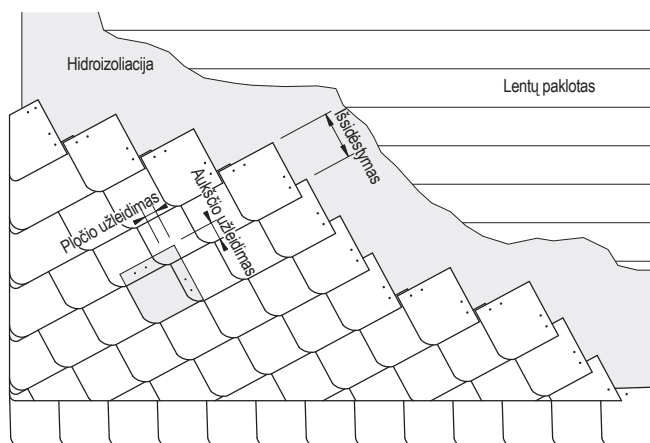 Hidroizoliacija
Lentų paklotas
Išsidėstymas
Aukščio užleidimas
Pločio užleidimas